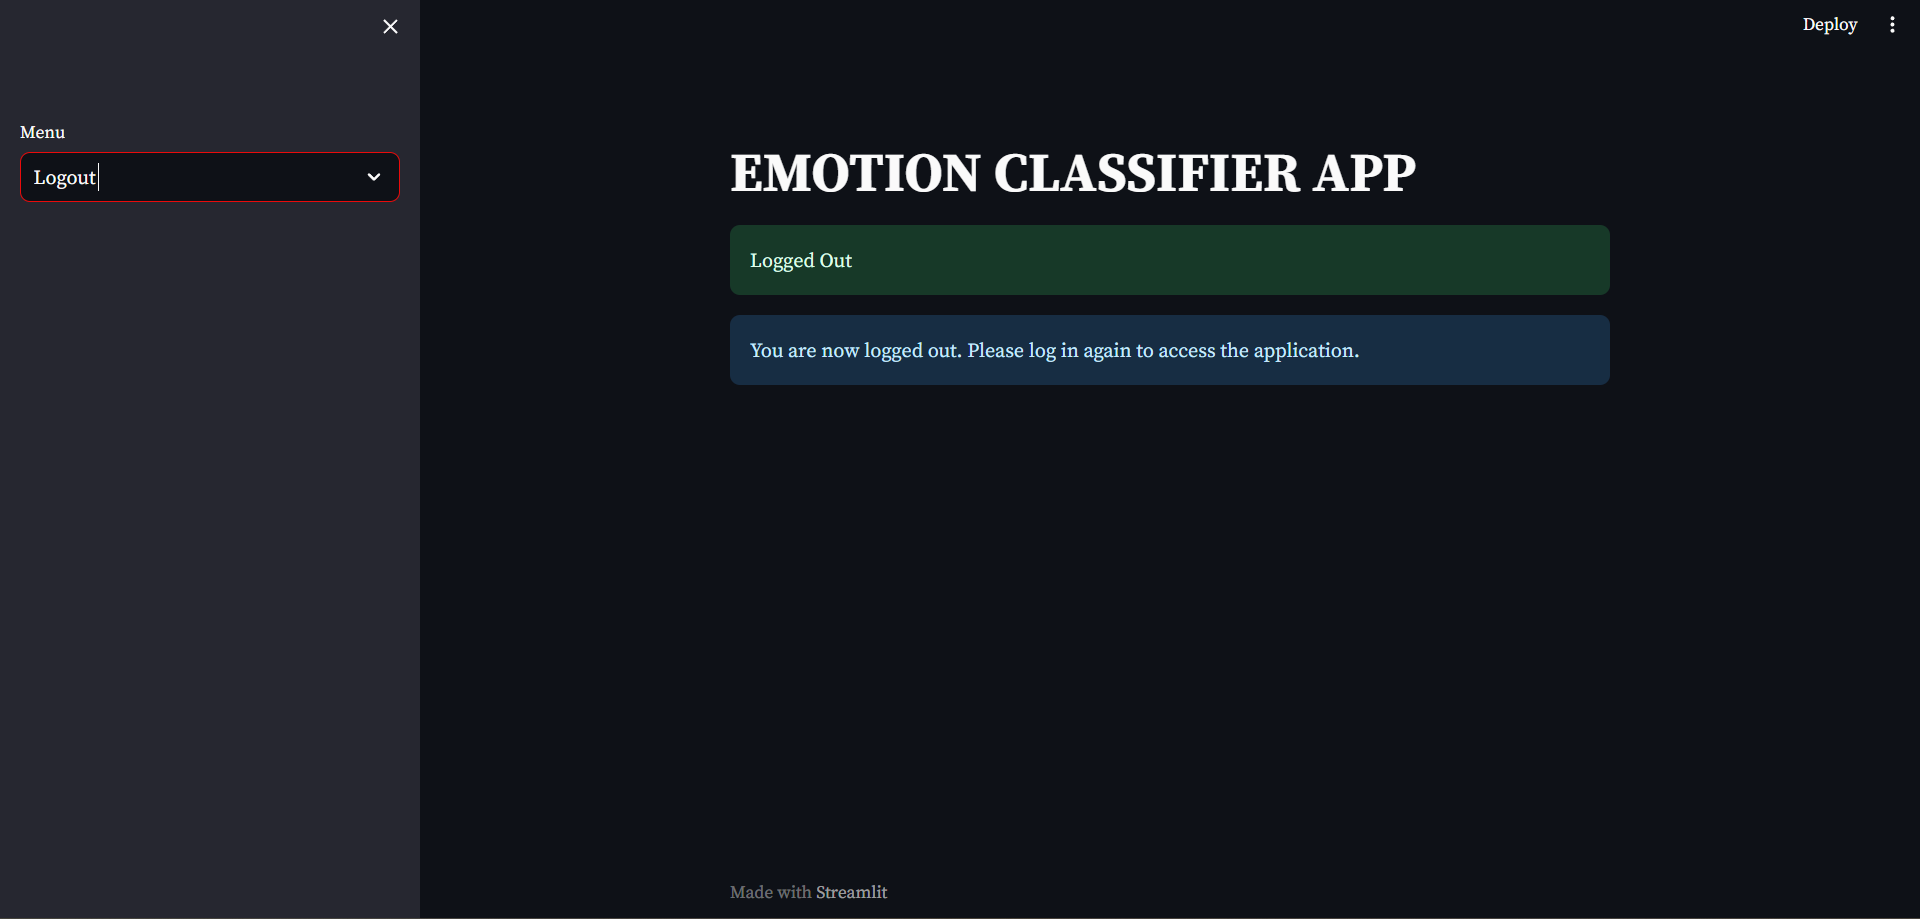 Deploy
Menu
Logout
EMOTION CLASSIFIER APP
Logged Out
You are now logged out. Please log in again to access the application.
Made with Streamlit